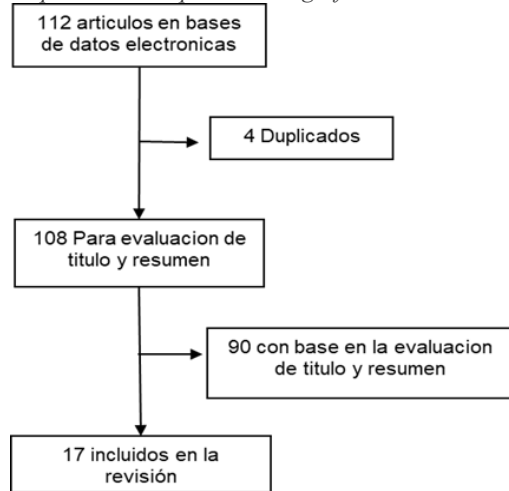 112 articulos en bases
de datos electronicas
4 Duplicados
108 Para evaluacion de
titulo y resumen
90 con base en la evaluacion
de titulo y resumen
17 incluidos en la
revisión